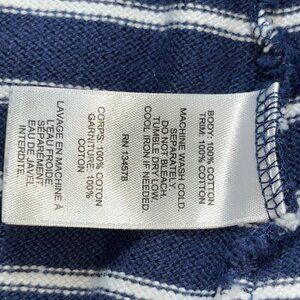 BODY: 100% COTTON
TRIM: 100% COTTON
MACHINE WASH COLD.
SEPARATELY.
DO NOT BLEACH.
TUMBLE DRY LOW.
COOL IRON IF NEEDED.
RN 134578
CORPS: 100% COTON
GARNITURE: 100%
COTON
LAVAGE EN MACHINE À
L'EAU FROIDE.
SÉPARÉMENT.
EAU DE JAVEL
INTERDITE.